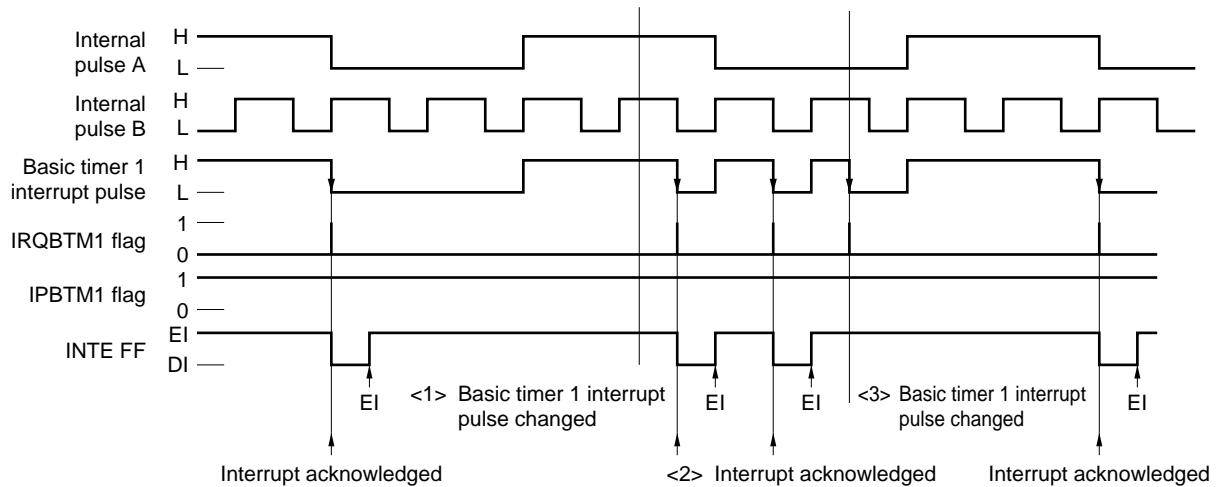 Internal
pulse A
H
L
Internal
pulse B
H
L
Basic timer 1
interrupt pulse
H
L
IRQBTM1 flag
1
0
IPBTM1 flag
1
0
INTE FF
EI
DI
EI
<1> Basic timer 1 interrupt
pulse changed
EI
EI
<3> Basic timer 1 interrupt
pulse changed
EI
Interrupt acknowledged
<2> Interrupt acknowledged
Interrupt acknowledged